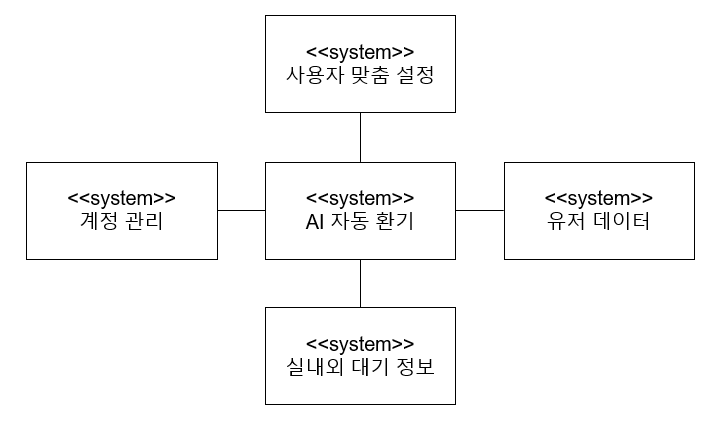 <<system>>
사용자 맞춤 설정
<<system>>
계정 관리
<<system>>
AI 자동 환기
<<system>>
유저 데이터
<<system>>
실내외 대기 정보